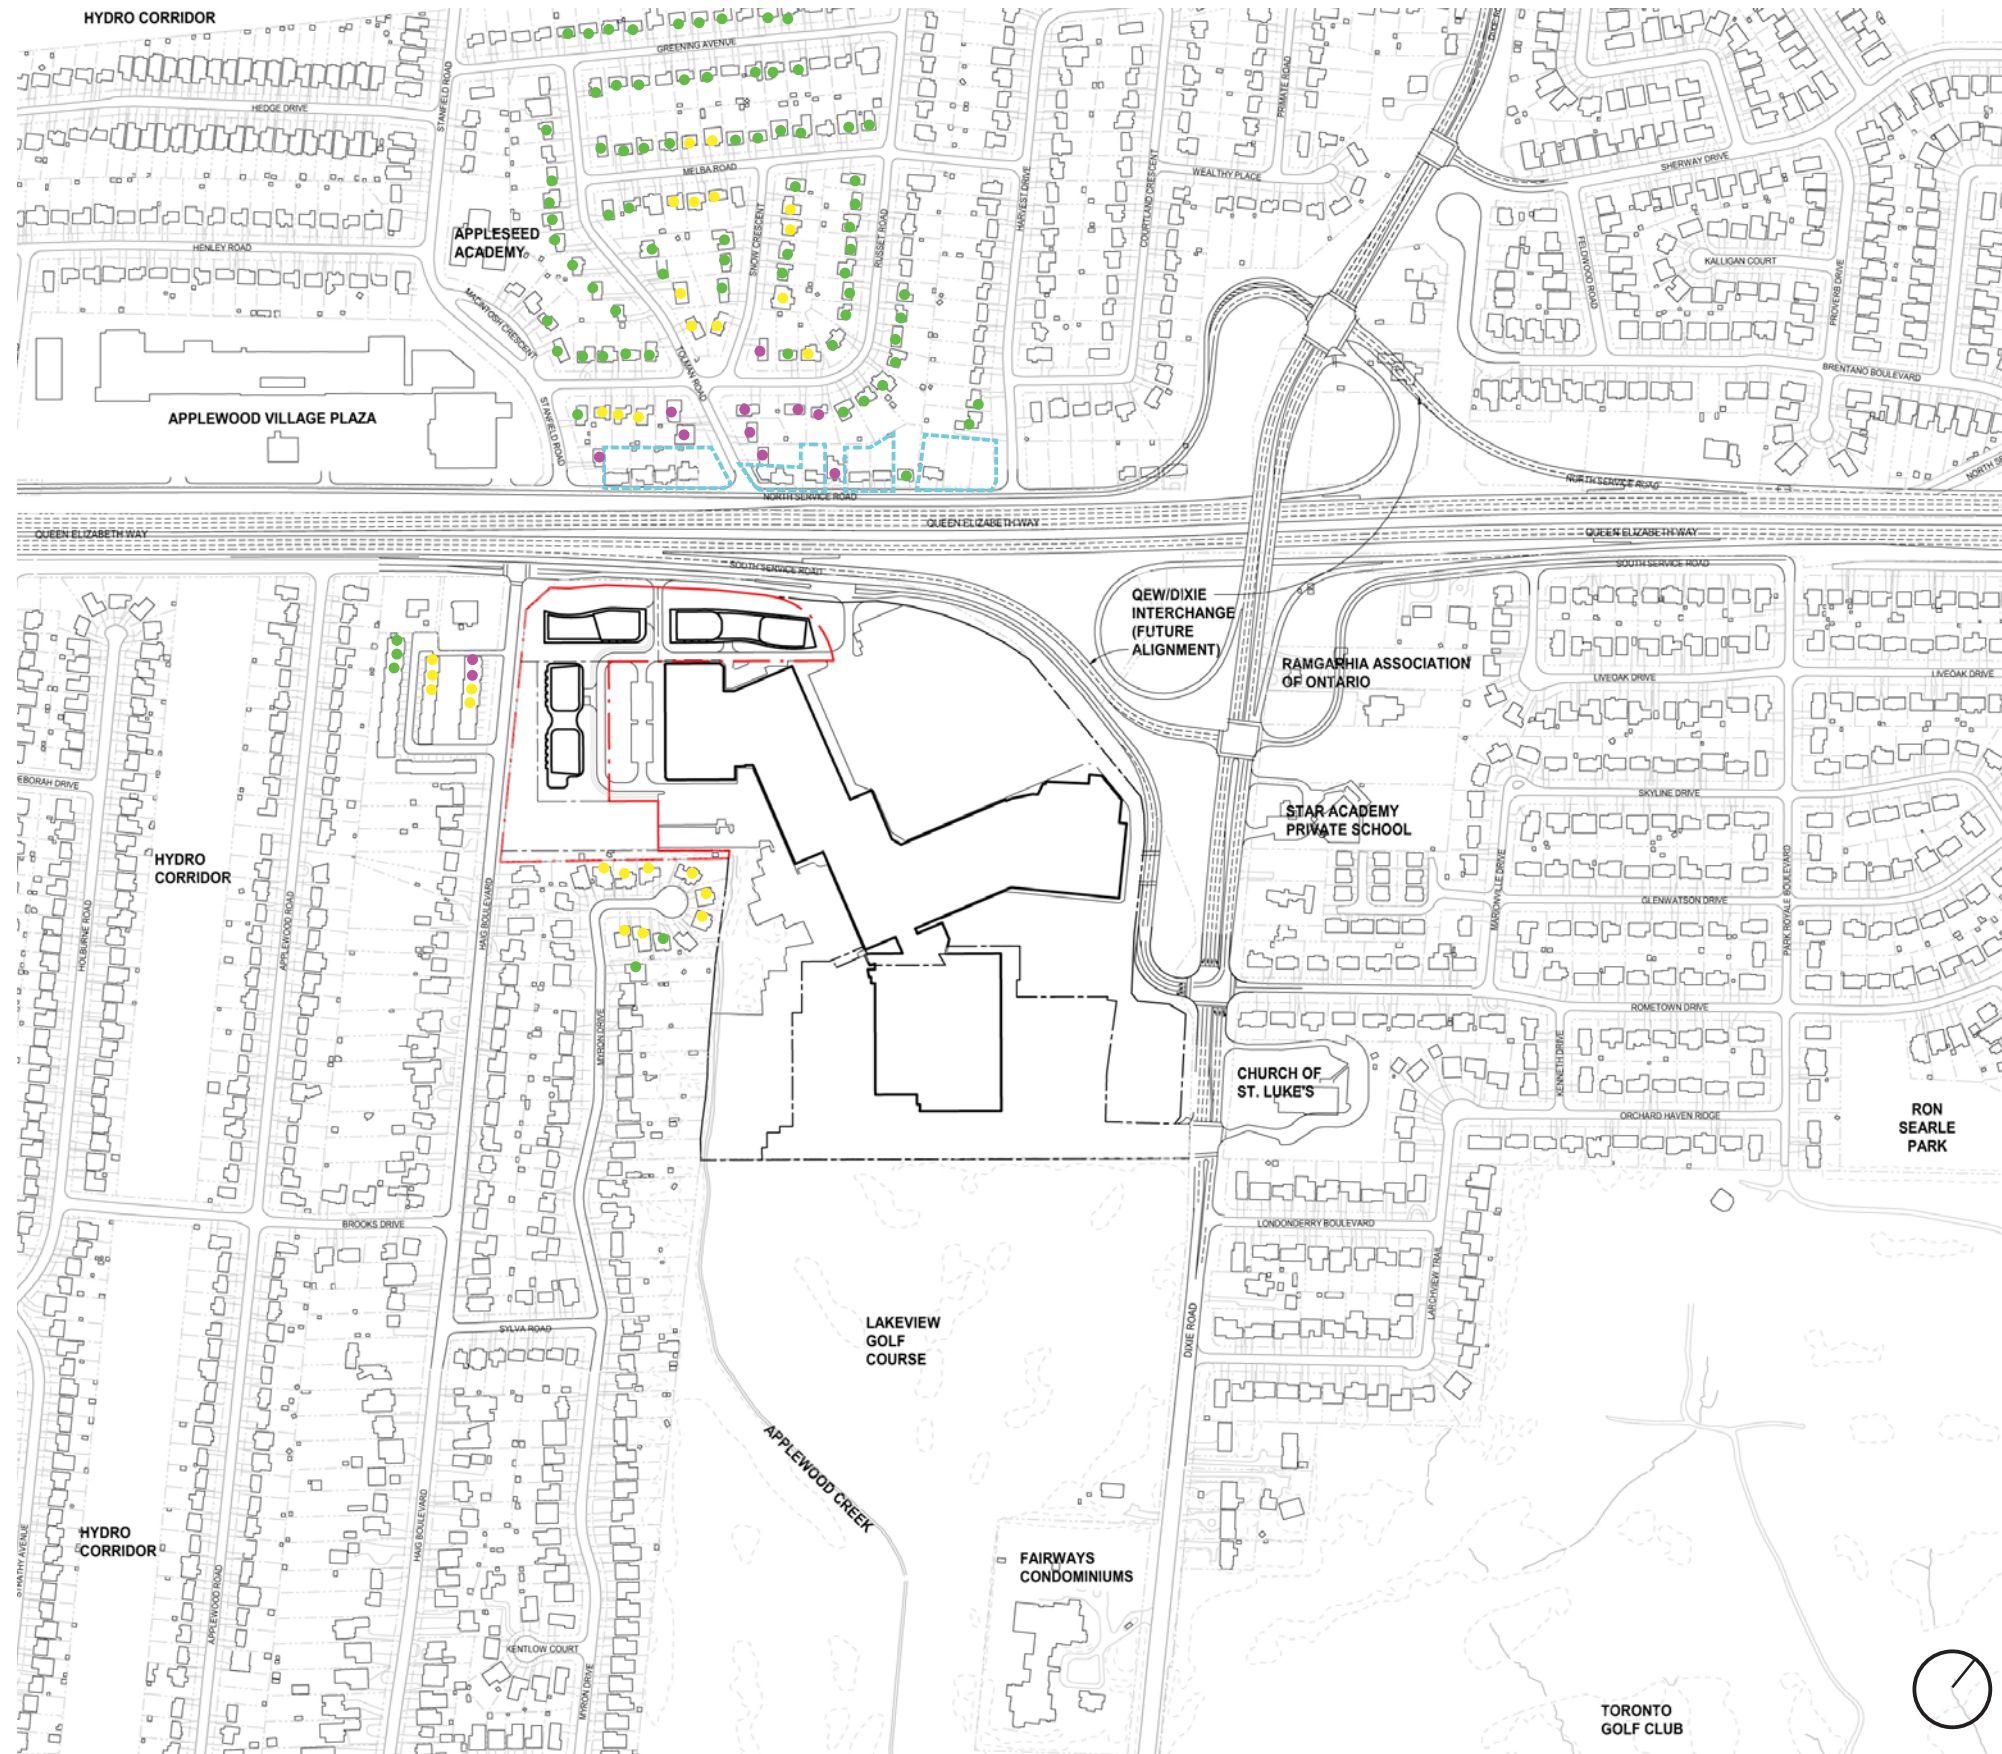 HYDRO CORRIDOR
GREENING AVENUE
STANFIELD ROAD
HEDGE DRIVE
PRIMATE ROAD
SHERWAY DRIVE
MELBA ROAD
WEALTHY PLACE
HARVEST DRIVE
COURTLAND CRESCENT
SNOW CRESCENT
RUSSET ROAD
APPLESEED
ACADEMY
HENLEY ROAD
FELDWOOD ROAD
KALLIGAN COURT
PROVERB DRIVE
MACINTOSH CRESCENT
TOLMAN ROAD
BRENTANO BOULEVARD
APPLEWOOD VILLAGE PLAZA
STANFIELD ROAD
NORTH SERVICE ROAD
NORTH SERVICE ROAD
QUEEN ELIZABETH WAY
QUEEN ELIZABETH WAY
QUEEN ELIZABETH WAY
SOUTH SERVICE ROAD
SOUTH SERVICE ROAD
QEW/DIXIE
INTERCHANGE
(FUTURE
ALIGNMENT)
RAMGARHIA ASSOCIATION
OF ONTARIO
LIVEOAK DRIVE
LIVEOAK DRIVE
SKYLINE DRIVE
STAR ACADEMY
PRIVATE SCHOOL
HYDRO
CORRIDOR
HOLBURNE ROAD
APPLEWOOD ROAD
HAIG BOULEVARD
MARIONVILLE DRIVE
GLENWATSON DRIVE
PARK ROYALE BOULEVARD
MYRON DRIVE
ROMETOWN DRIVE
KENNETH DRIVE
CHURCH OF
ST. LUKE'S
ORCHARD HAVEN RIDGE
RON
SEARLE
PARK
BROOKS DRIVE
LONDONDERRY BOULEVARD
LARCHVIEW TRAIL
SYLVA ROAD
LAKEVIEW
GOLF
COURSE
DIXIE ROAD
APPLEWOOD CREEK
HYDRO
CORRIDOR
HAIG BOULEVARD
APPLEWOOD ROAD
FAIRWAYS
CONDOMINIUMS
KENTLOW COURT
MYRON DRIVE
TORONTO
GOLF CLUB